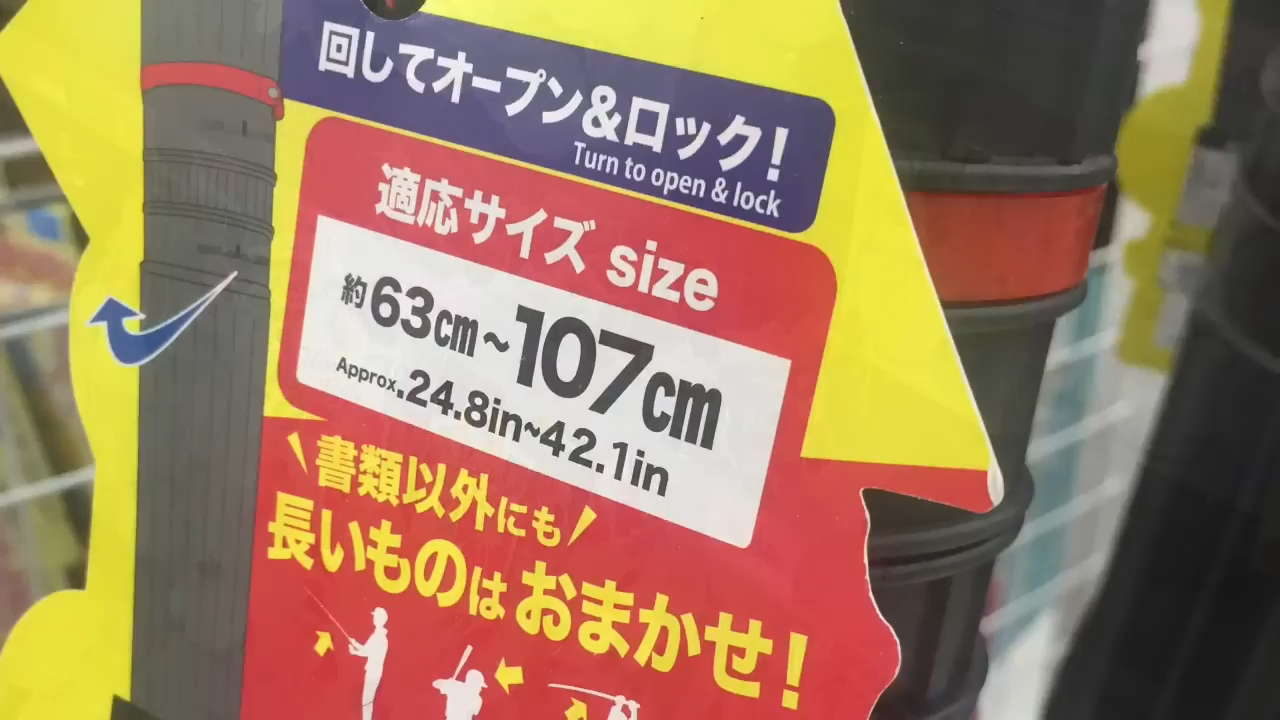 回してオープン&ロック!
Turn to open & lock
適応サイズ size
約63cm~107cm
Approx.24.8in~42.1in
書類以外にも
長いものはおまかせ!